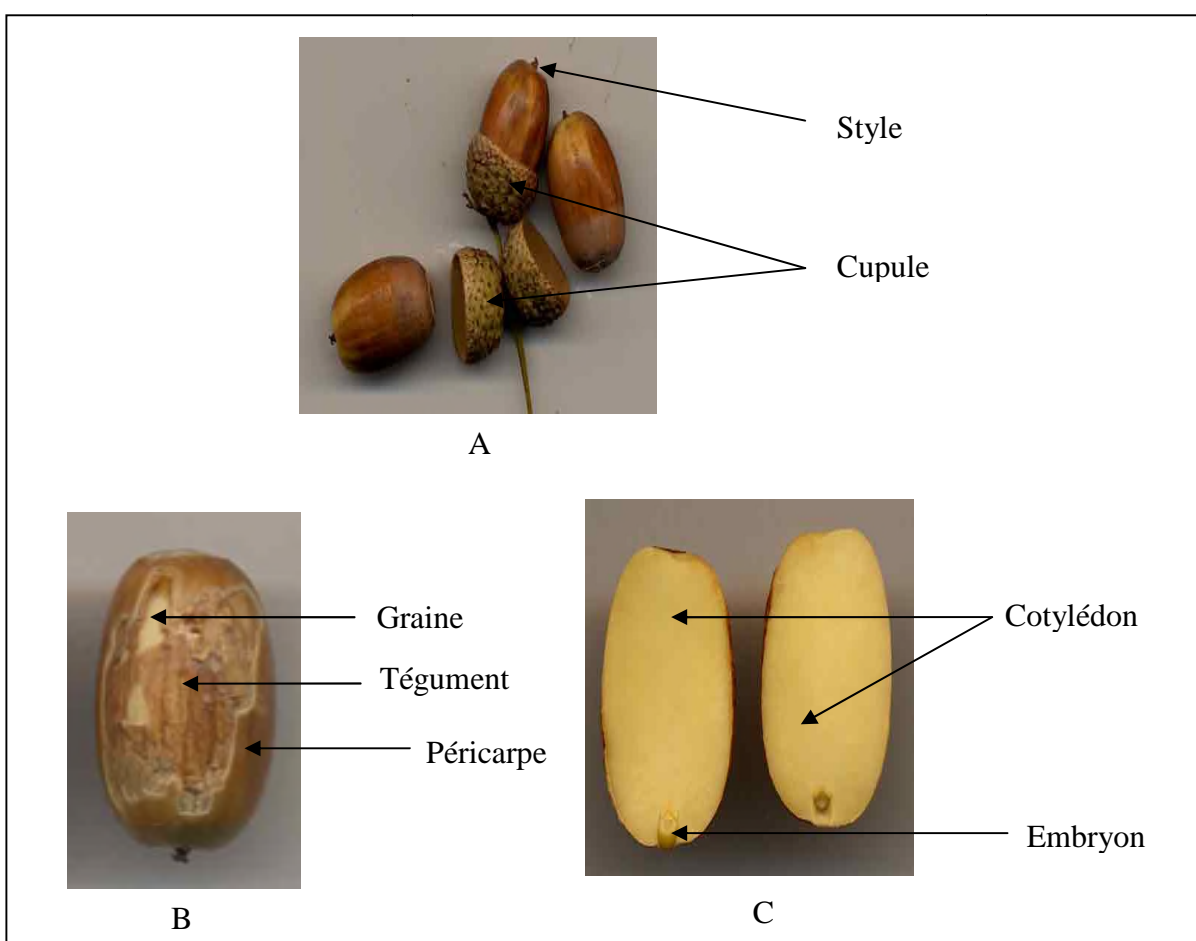 Style
Cupule
A
Graine
Tégument
Péricarpe
B
Cotylédon
Embryon
C